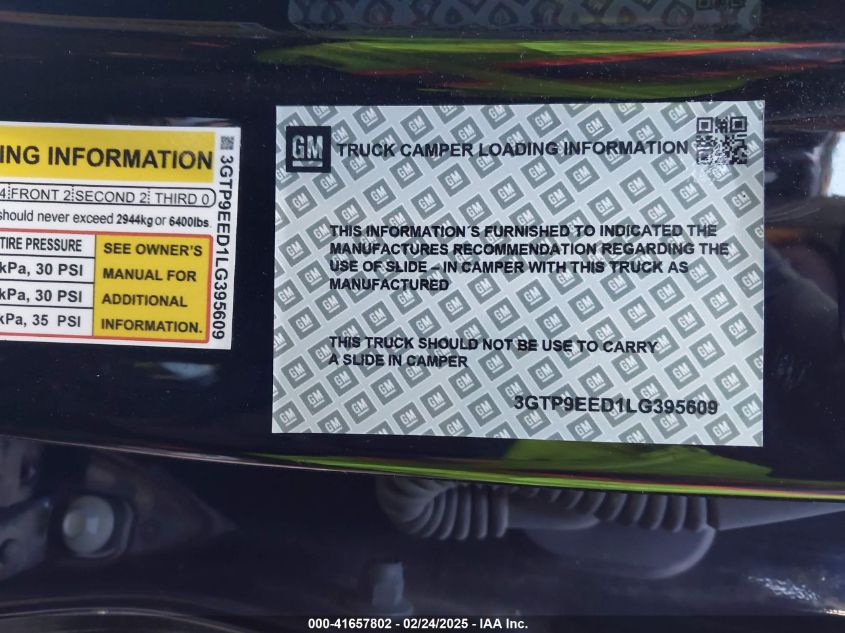 ING INFORMATION
4 FRONT 2 SECOND 2 THIRD 0
should never exceed 2944kg or 6400lbs.
TIRE PRESSURE
kPa, 30 PSI
kPa, 30 PSI
kPa, 35 PSI
SEE OWNER'S
MANUAL FOR
ADDITIONAL
INFORMATION.
3GTP9EED1LG395609
GM
TRUCK CAMPER LOADING INFORMATION
THIS INFORMATION´S FURNISHED TO INDICATED THE
MANUFACTURES RECOMMENDATION REGARDING THE
USE OF SLIDE – IN CAMPER WITH THIS TRUCK AS
MANUFACTURED
THIS TRUCK SHOULD NOT BE USE TO CARRY
A SLIDE IN CAMPER
3GTP9EED1LG395609
000-41657802 - 02/24/2025 - IAA Inc.